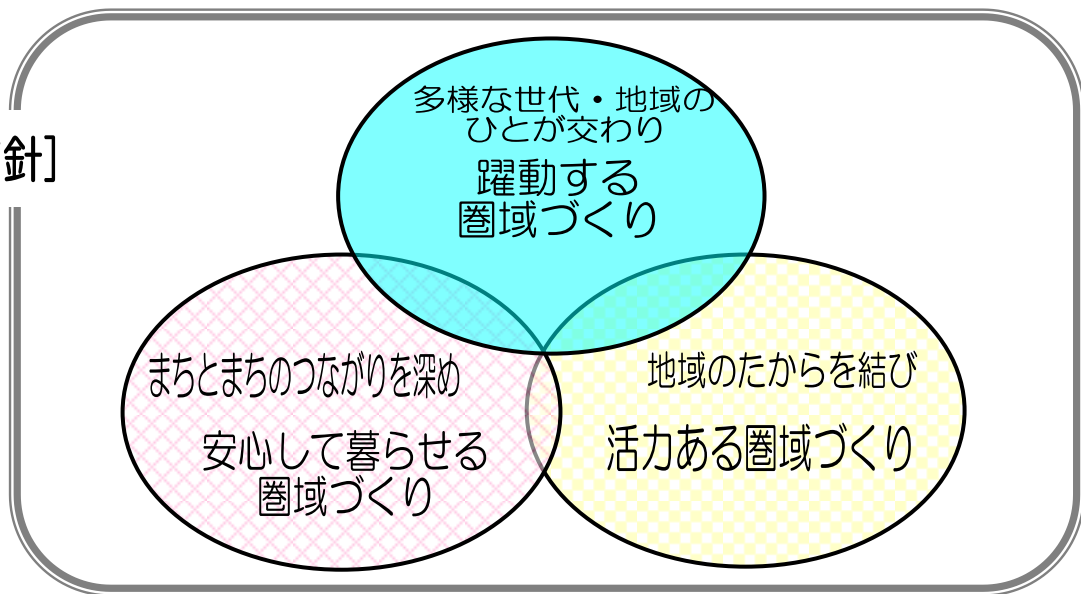 針]
多様な世代・地域の
ひとが交わり
躍動する
圏域づくり
まちとまちのつながりを深め
安心して暮らせる
圏域づくり
地域のたからを結び
活力ある圏域づくり